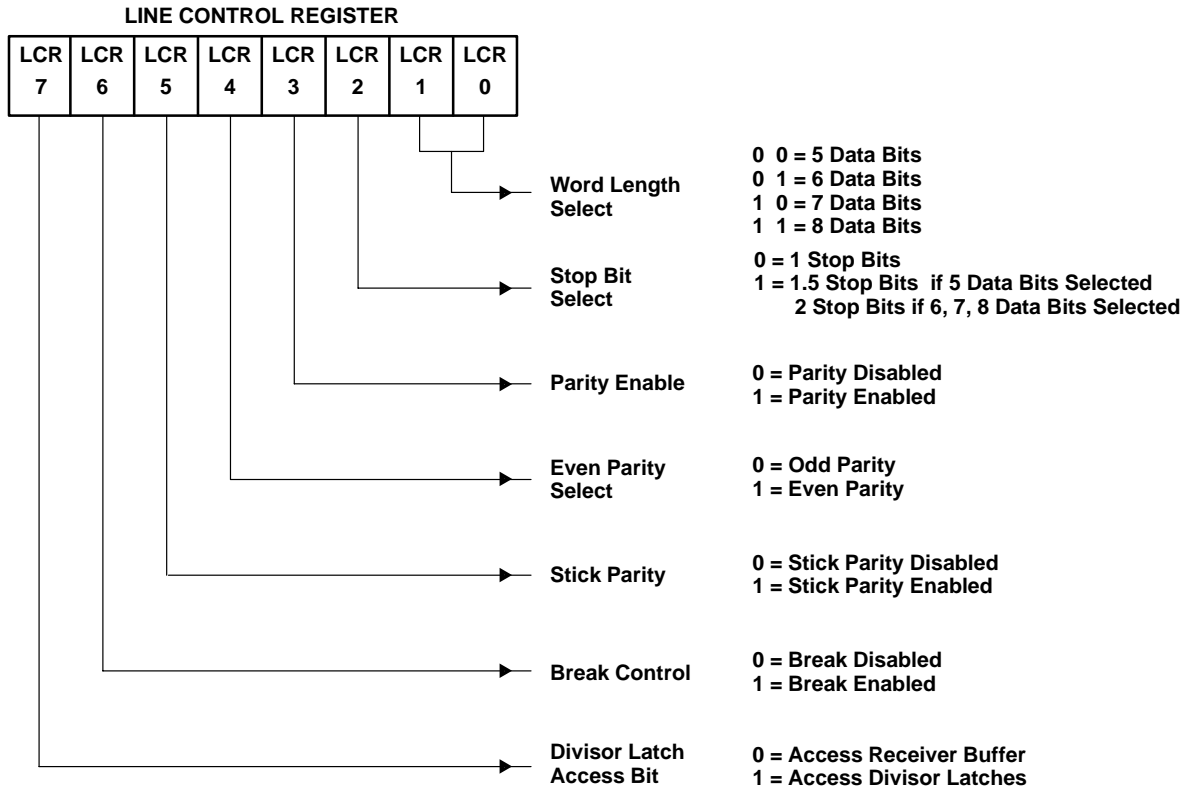 LINE CONTROL REGISTER
LCR LCR LCR LCR LCR LCR LCR LCR
7 6 5 4 3 2 1 0
Word Length
Select
0 0 = 5 Data Bits
0 1 = 6 Data Bits
1 0 = 7 Data Bits
1 1 = 8 Data Bits
Stop Bit
Select
0 = 1 Stop Bits
1 = 1.5 Stop Bits if 5 Data Bits Selected
2 Stop Bits if 6, 7, 8 Data Bits Selected
Parity Enable
0 = Parity Disabled
1 = Parity Enabled
Even Parity
Select
0 = Odd Parity
1 = Even Parity
Stick Parity
0 = Stick Parity Disabled
1 = Stick Parity Enabled
Break Control
0 = Break Disabled
1 = Break Enabled
Divisor Latch
Access Bit
0 = Access Receiver Buffer
1 = Access Divisor Latches